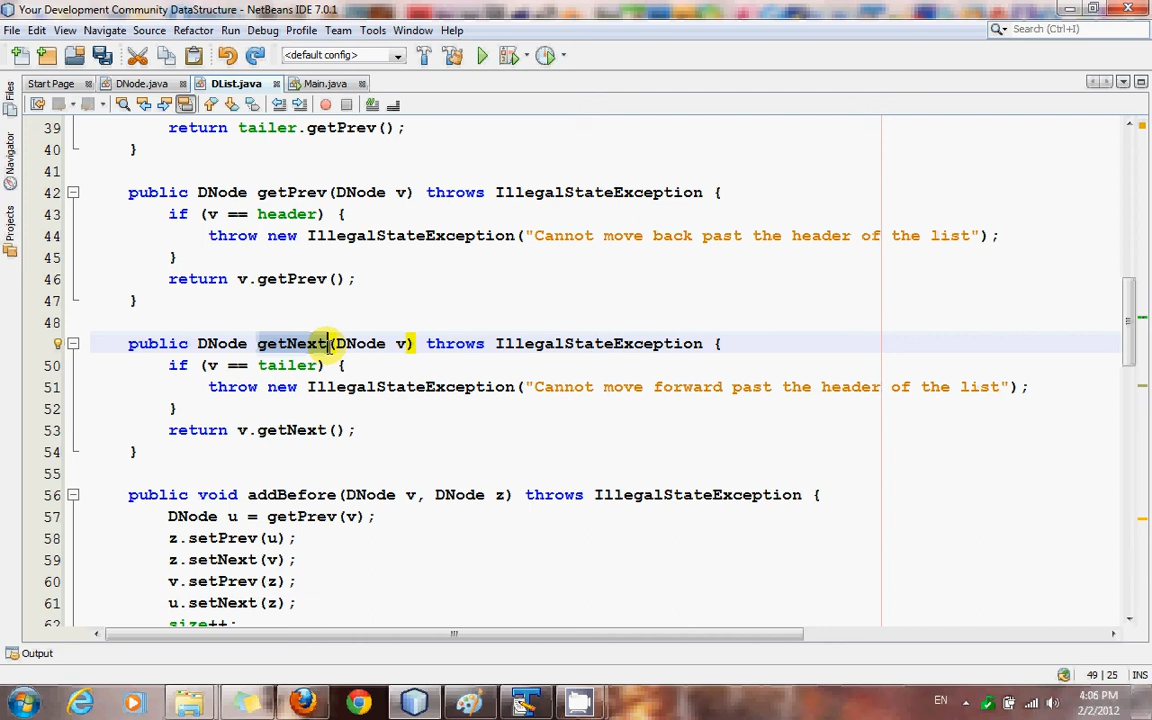 Your Development Community DataStructure - NetBeans IDE 7.0.1
File Edit View Navigate Source Refactor Run Debug Profile Team Tools Window Help
Search (Ctrl+I)
<default config>
Start Page DNode.java DList.java Main.java
Files
Navigator
Projects
39 return tailer.getPrev();
40 }
41
42 public DNode getPrev(DNode v) throws IllegalStateException {
43 if (v == header) {
44 throw new IllegalStateException("Cannot move back past the header of the list");
45 }
46 return v.getPrev();
47 }
48
public DNode getNext(DNode v) throws IllegalStateException {
50 if (v == tailer) {
51 throw new IllegalStateException("Cannot move forward past the header of the list");
52 }
53 return v.getNext();
54 }
55
56 public void addBefore(DNode v, DNode z) throws IllegalStateException {
57 DNode u = getPrev(v);
58 z.setPrev(u);
59 z.setNext(v);
60 v.setPrev(z);
61 u.setNext(z);
62 size++;
Output
49 | 25 INS
EN
4:06 PM
2/2/2012